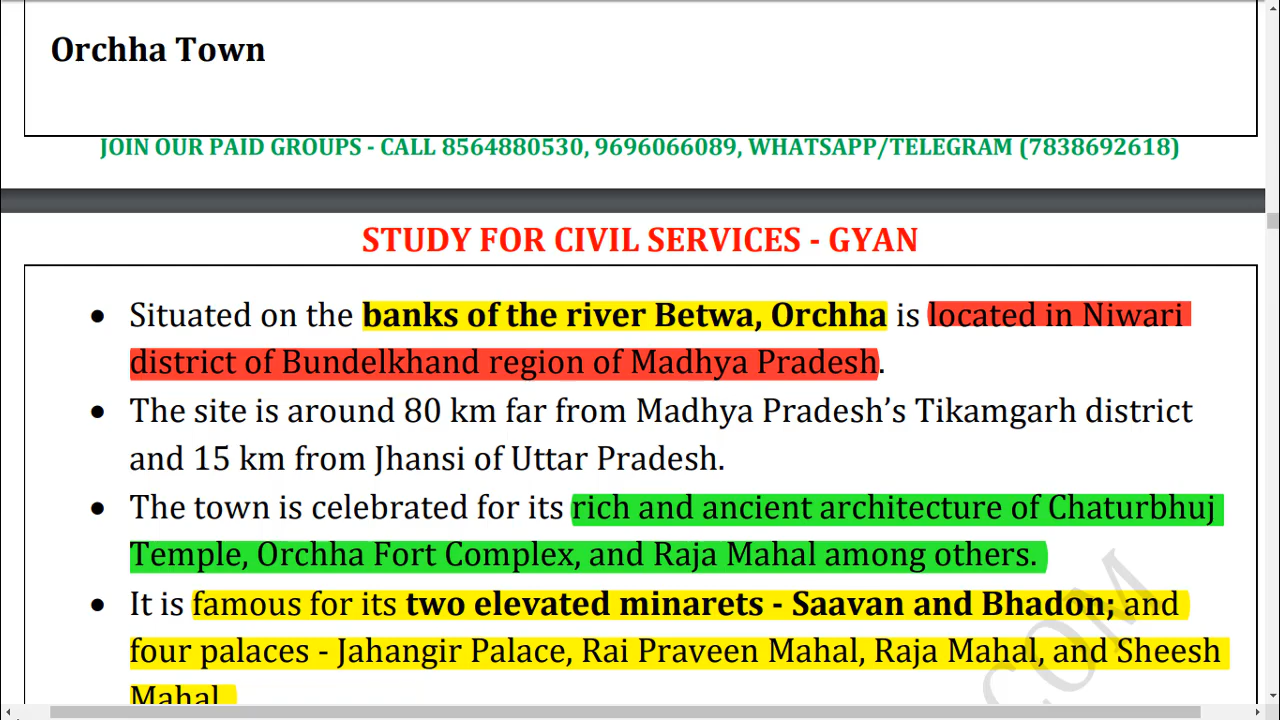 Orchha Town
JOIN OUR PAID GROUPS - CALL 8564880530, 9696066089, WHATSAPP/TELEGRAM (7838692618)
STUDY FOR CIVIL SERVICES - GYAN
• Situated on the banks of the river Betwa, Orchha is located in Niwari
district of Bundelkhand region of Madhya Pradesh.
• The site is around 80 km far from Madhya Pradesh’s Tikamgarh district
and 15 km from Jhansi of Uttar Pradesh.
• The town is celebrated for its rich and ancient architecture of Chaturbhuj
Temple, Orchha Fort Complex, and Raja Mahal among others.
• It is famous for its two elevated minarets - Saavan and Bhadon; and
four palaces - Jahangir Palace, Rai Praveen Mahal, Raja Mahal, and Sheesh
Mahal
COM